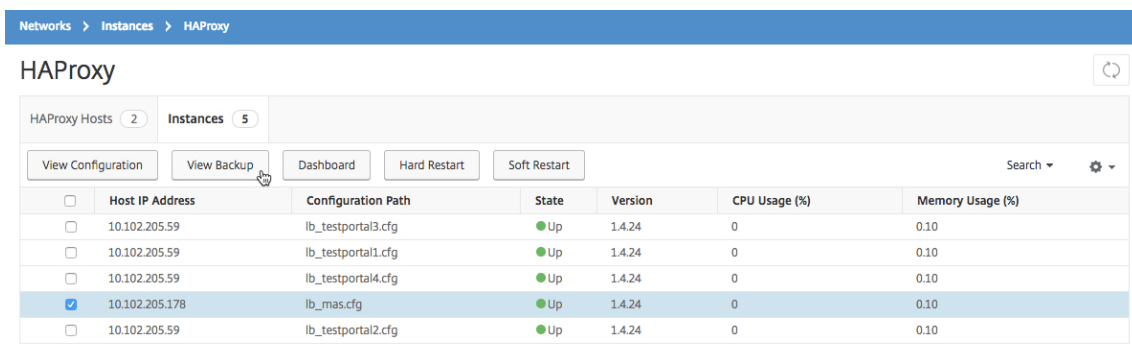 Networks > Instances > HAProxy
HAProxy
HAProxy Hosts 2 Instances 5
View Configuration View Backup Dashboard Hard Restart Soft Restart Search
Host IP Address Configuration Path State Version CPU Usage (%) Memory Usage (%)
10.102.205.59 lb_testportal3.cfg Up 1.4.24 0 0.10
10.102.205.59 lb_testportal1.cfg Up 1.4.24 0 0.10
10.102.205.59 lb_testportal4.cfg Up 1.4.24 0 0.10
10.102.205.178 lb_mas.cfg Up 1.4.24 0 0.10
10.102.205.59 lb_testportal2.cfg Up 1.4.24 0 0.10